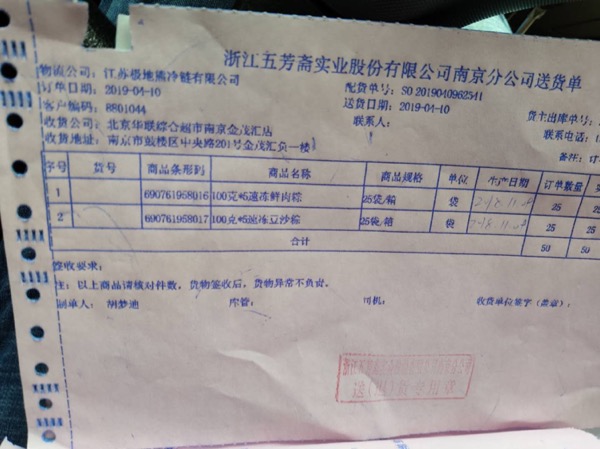 浙江五芳斋实业股份有限公司南京分公司送货单
物流公司: 江苏极地熊冷链有限公司 配货单号: SO 2019040962541
订单日期: 2019-04-10 送货日期: 2019-04-10 货主出库单号:
客户编码: 8801044 联系人:
收货公司: 北京华联综合超市南京金茂汇店
收货地址: 南京市鼓楼区中央路201号金茂汇负一楼
序号 货号 商品条形码 商品名称 商品规格 单位 生产日期 订单数量
1 690761958016 100克*5速冻鲜肉粽 25袋/箱 袋 25
2 690761958017 100克*5速冻豆沙粽 25袋/箱 袋 25 25
合计 50 50
签收要求:
注: 以上商品请核对件数, 货物签收后, 货物异常不负责.
制单人: 胡梦迪 库管: 司机: 收货单位签字(盖章):